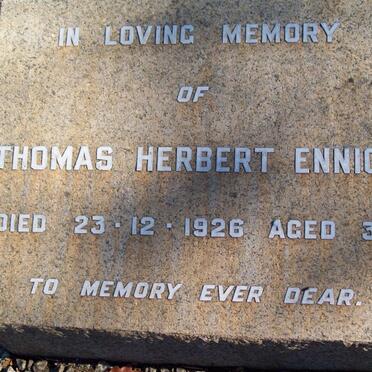 IN LOVING MEMORY
OF
THOMAS HERBERT
DIED 23·12·1926 AGED
TO MEMORY EVER DEAR.